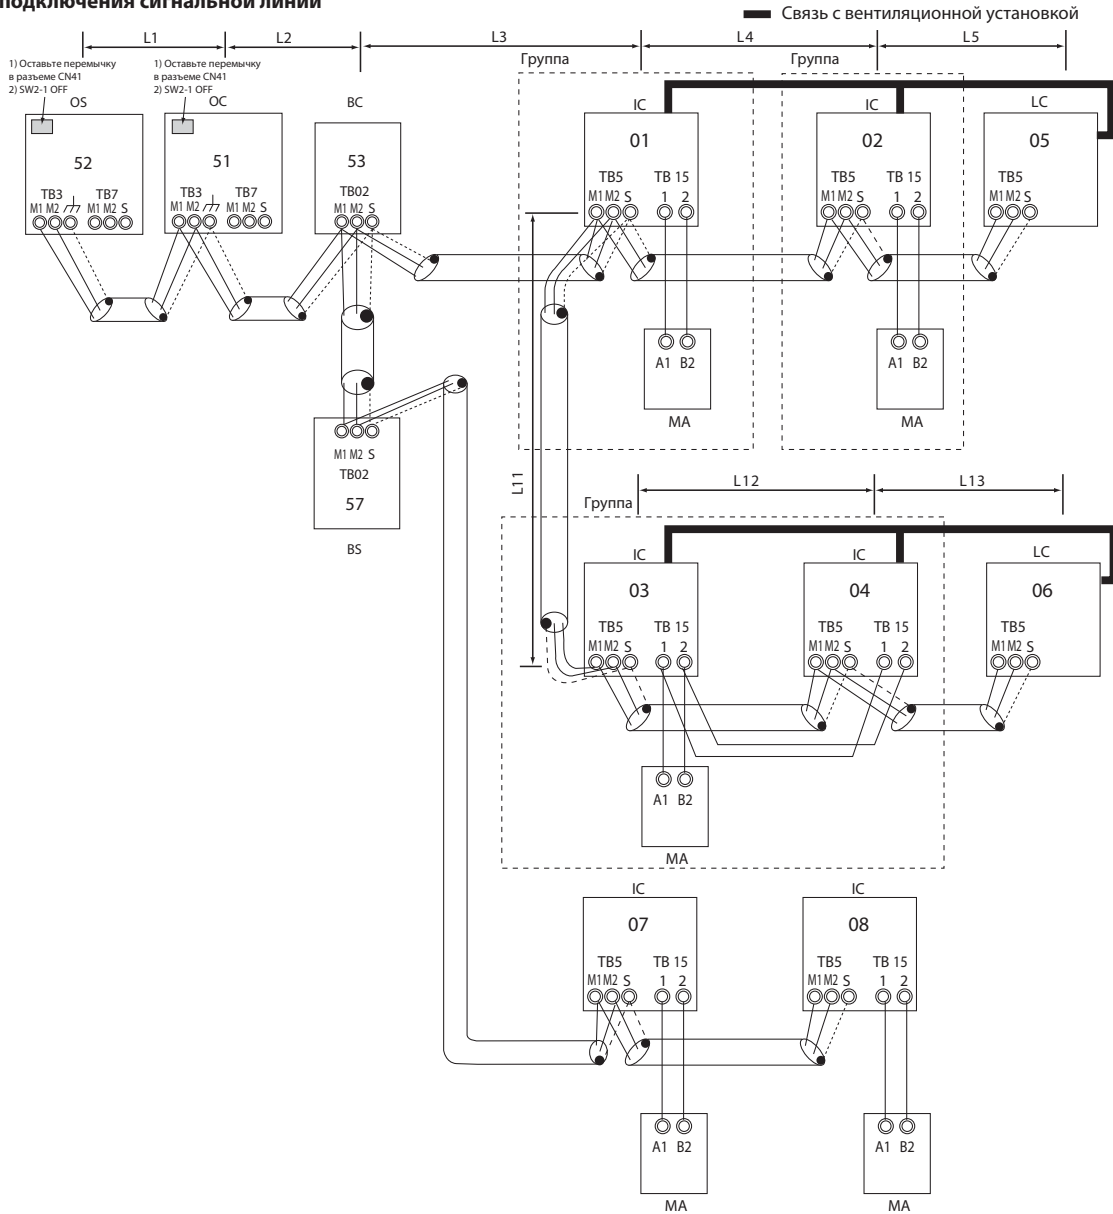 подключения сигнальной линии
Связь с вентиляционной установкой
L1 L2 L3 L4 L5
1) Оставьте перемычку
в разъеме CN41
2) SW2-1 OFF
1) Оставьте перемычку
в разъеме CN41
2) SW2-1 OFF
Группа
Группа
OS
52
TB3 TB7
M1 M2 M1 M2 S
OC
51
TB3 TB7
M1 M2 M1 M2 S
BC
53
TB02
M1 M2 S
IC
01
TB5 TB 15
M1 M2 S 1 2
IC
02
TB5 TB 15
M1 M2 S 1 2
LC
05
TB5
M1 M2 S
A1 B2
MA
A1 B2
MA
M1 M2 S
TB02
57
BS
L11
L12 L13
Группа
IC
03
TB5 TB 15
M1 M2 S 1 2
IC
04
TB5 TB 15
M1 M2 S 1 2
LC
06
TB5
M1 M2 S
A1 B2
MA
IC
07
TB5 TB 15
M1 M2 S 1 2
IC
08
TB5 TB 15
M1 M2 S 1 2
A1 B2
MA
A1 B2
MA